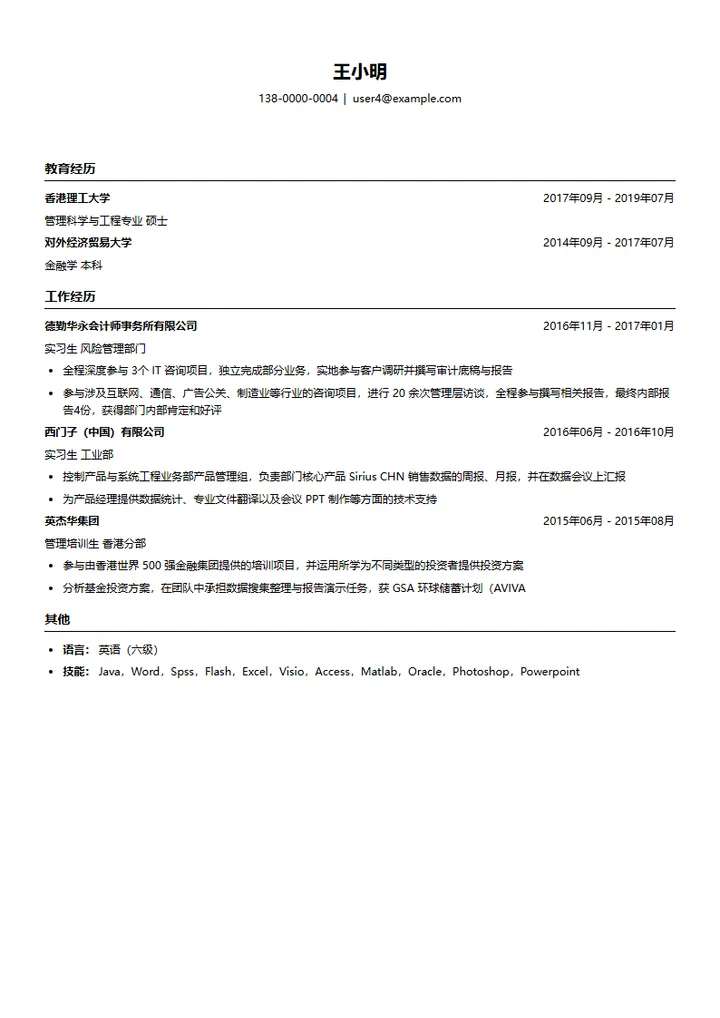 王小明
138-0000-0004 | user4@example.com
教育经历
香港理工大学 2017年09月 - 2019年07月
管理科学与工程专业 硕士
对外经济贸易大学 2014年09月 - 2017年07月
金融学 本科
工作经历
德勤华永会计师事务所有限公司 2016年11月 - 2017年01月
实习生 风险管理部门
• 全程深度参与 3个 IT 咨询项目，独立完成部分业务，实地参与客户调研并撰写审计底稿与报告
• 参与涉及互联网、通信、广告公关、制造业等行业的咨询项目，进行 20 余次管理层访谈，全程参与撰写相关报告，最终内部报
告4份，获得部门内部肯定和好评
西门子（中国）有限公司 2016年06月 - 2016年10月
实习生 工业部
• 控制产品与系统工程业务部产品管理组，负责部门核心产品 Sirius CHN 销售数据的周报、月报，并在数据会议上汇报
• 为产品经理提供数据统计、专业文件翻译以及会议 PPT 制作等方面的技术支持
英杰华集团 2015年06月 - 2015年08月
管理培训生 香港分部
• 参与由香港世界 500 强金融集团提供的培训项目，并运用所学为不同类型的投资者提供投资方案
• 分析基金投资方案，在团队中承担数据搜集整理与报告演示任务，获 GSA 环球储蓄计划（AVIVA
其他
• 语言： 英语（六级）
• 技能： Java，Word，Spss，Flash，Excel，Visio，Access，Matlab，Oracle，Photoshop，Powerpoint